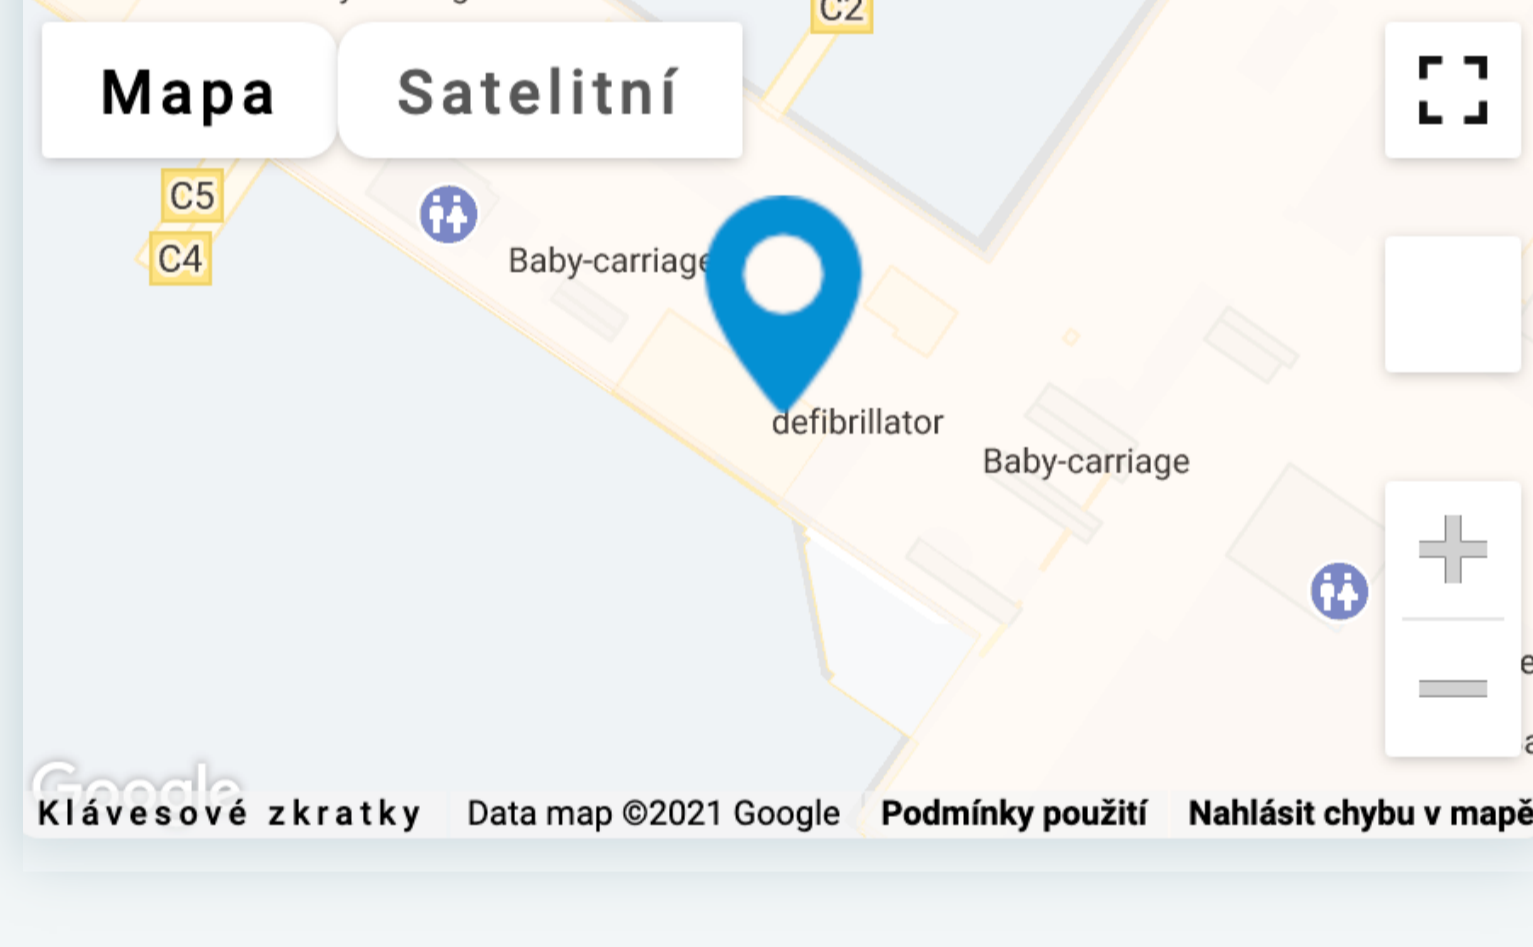 C2
Mapa
Satelitní
C5
C4
Baby-carriage
defibrillator
Baby-carriage
Google
Klávesové zkratky
Data map ©2021 Google
Podmínky použití
Nahlásit chybu v mapě